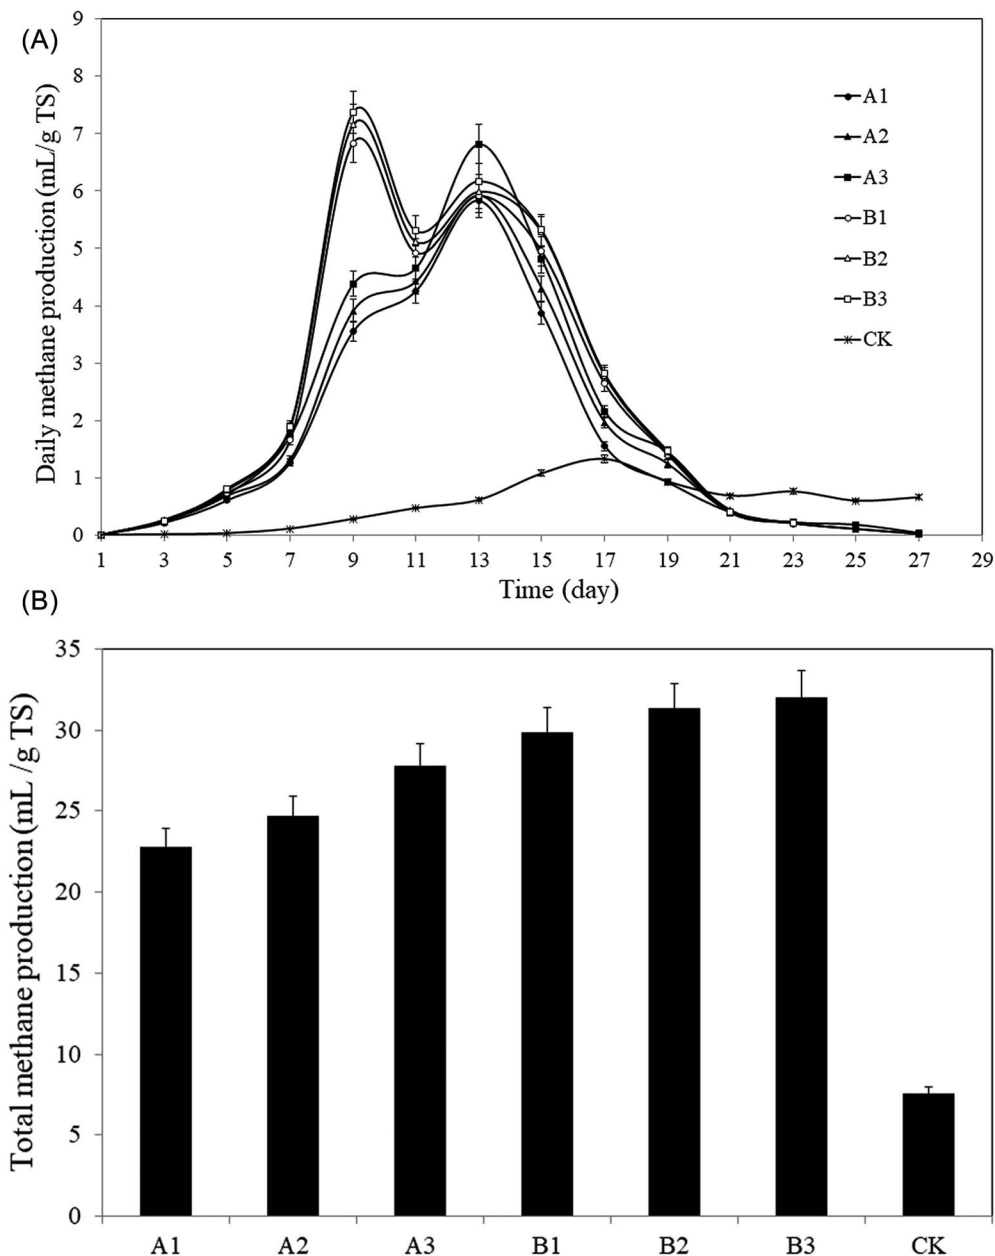 (A)
Daily methane production (mL/g TS)
9
8
7
6
5
4
3
2
1
0
A1
A2
A3
B1
B2
B3
CK
1 3 5 7 9 11 13 15 17 19 21 23 25 27 29
Time (day)
(B)
Total methane production (mL /g TS)
35
30
25
20
15
10
5
0
A1 A2 A3 B1 B2 B3 CK